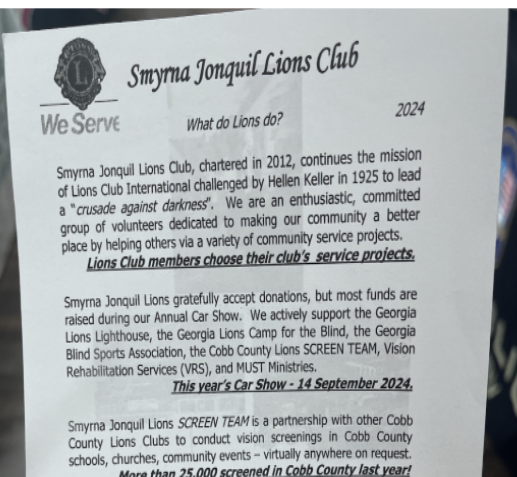 Smyrna Jonquil Lions Club
L
We Serve
What do Lions do?
2024
Smyrna Jonquil Lions Club, chartered in 2012, continues the mission
of Lions Club International challenged by Hellen Keller in 1925 to lead
a "crusade against darkness". We are an enthusiastic, committed
group of volunteers dedicated to making our community a better
place by helping others via a variety of community service projects.
Lions Club members choose their club's service projects.
Smyrna Jonquil Lions gratefully accept donations, but most funds are
raised during our Annual Car Show. We actively support the Georgia
Lions Lighthouse, the Georgia Lions Camp for the Blind, the Georgia
Blind Sports Association, the Cobb County Lions SCREEN TEAM, Vision
Rehabilitation Services (VRS), and MUST Ministries.
This year's Car Show - 14 September 2024.
Smyrna Jonquil Lions SCREEN TEAM is a partnership with other Cobb
County Lions Clubs to conduct vision screenings in Cobb County
schools, churches, community events – virtually anywhere on request.
More than 25,000 screened in Cobb County last year!